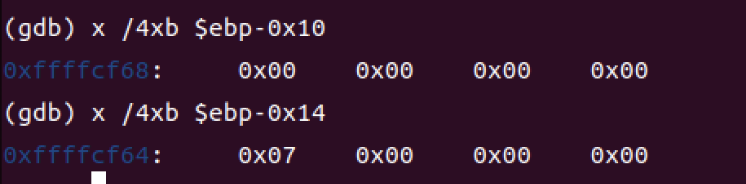 (gdb) x /4xb $ebp-0x10
0xffffcf68: 0x00 0x00 0x00 0x00
(gdb) x /4xb $ebp-0x14
0xffffcf64: 0x07 0x00 0x00 0x00